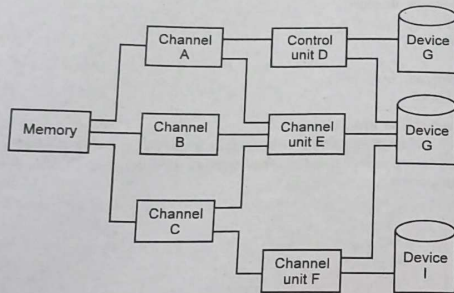 Channel
A
Control
unit D
Device
G
Memory
Channel
B
Channel
unit E
Device
G
Channel
C
Channel
unit F
Device
I